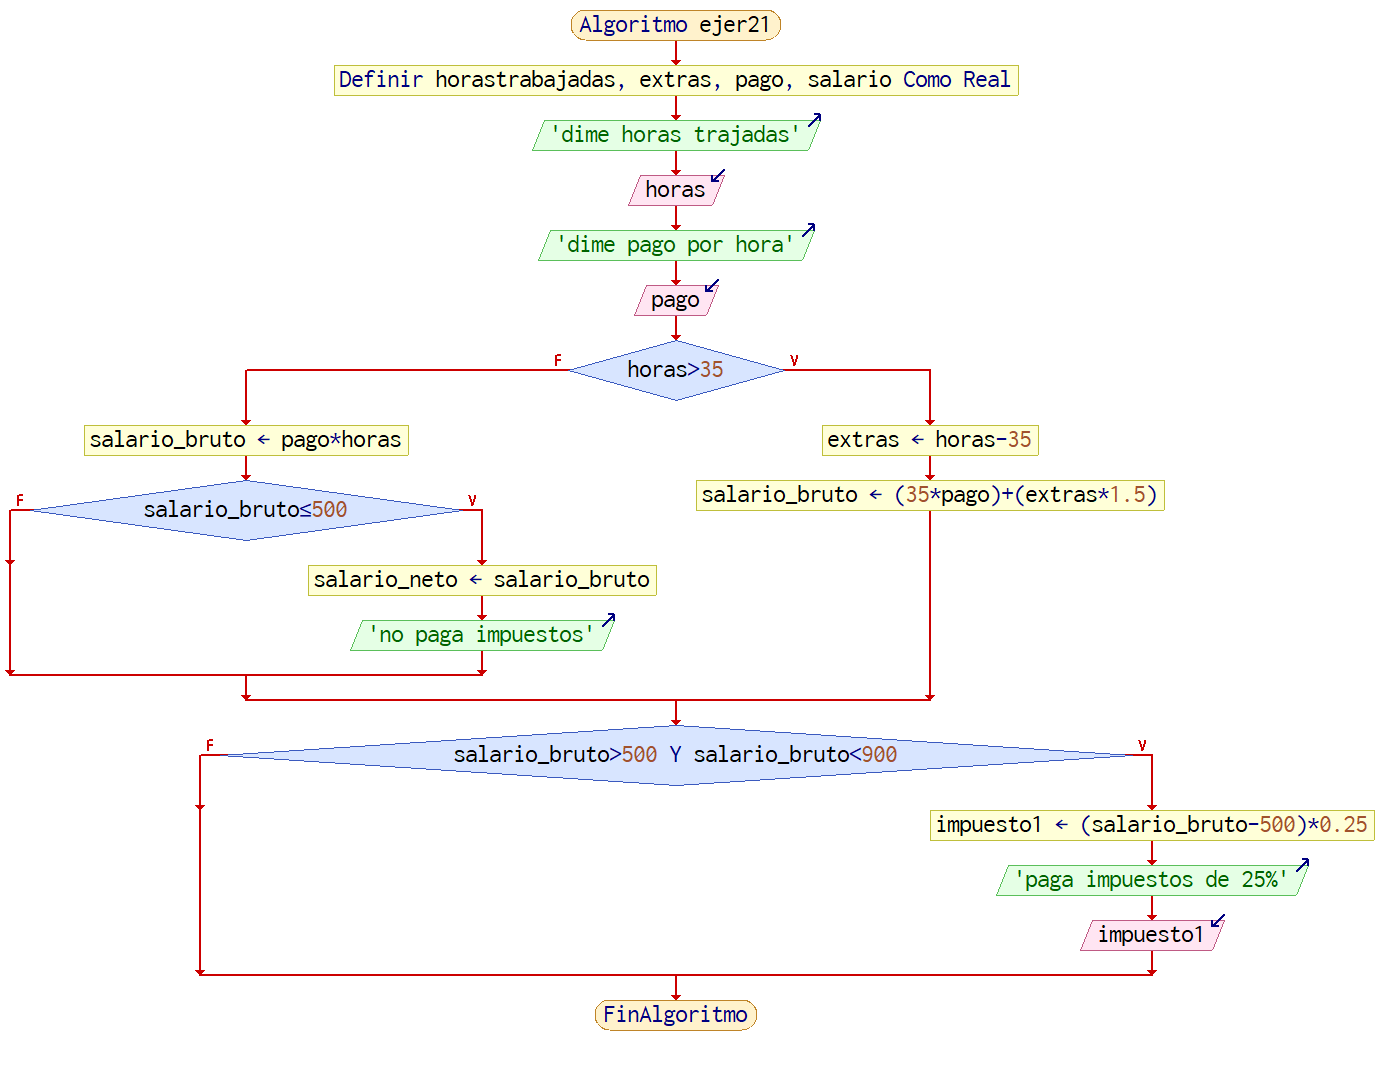 Algoritmo ejer21
Definir horastrabajadas, extras, pago, salario Como Real
'dime horas trajadas'
horas
'dime pago por hora'
pago
F
horas>35
V
salario_bruto ← pago*horas
extras ← horas-35
F
salario_bruto≤500
V
salario_bruto ← (35*pago)+(extras*1.5)
salario_neto ← salario_bruto
'no paga impuestos'
F
salario_bruto>500 Y salario_bruto<900
V
impuesto1 ← (salario_bruto-500)*0.25
'paga impuestos de 25%'
impuesto1
FinAlgoritmo